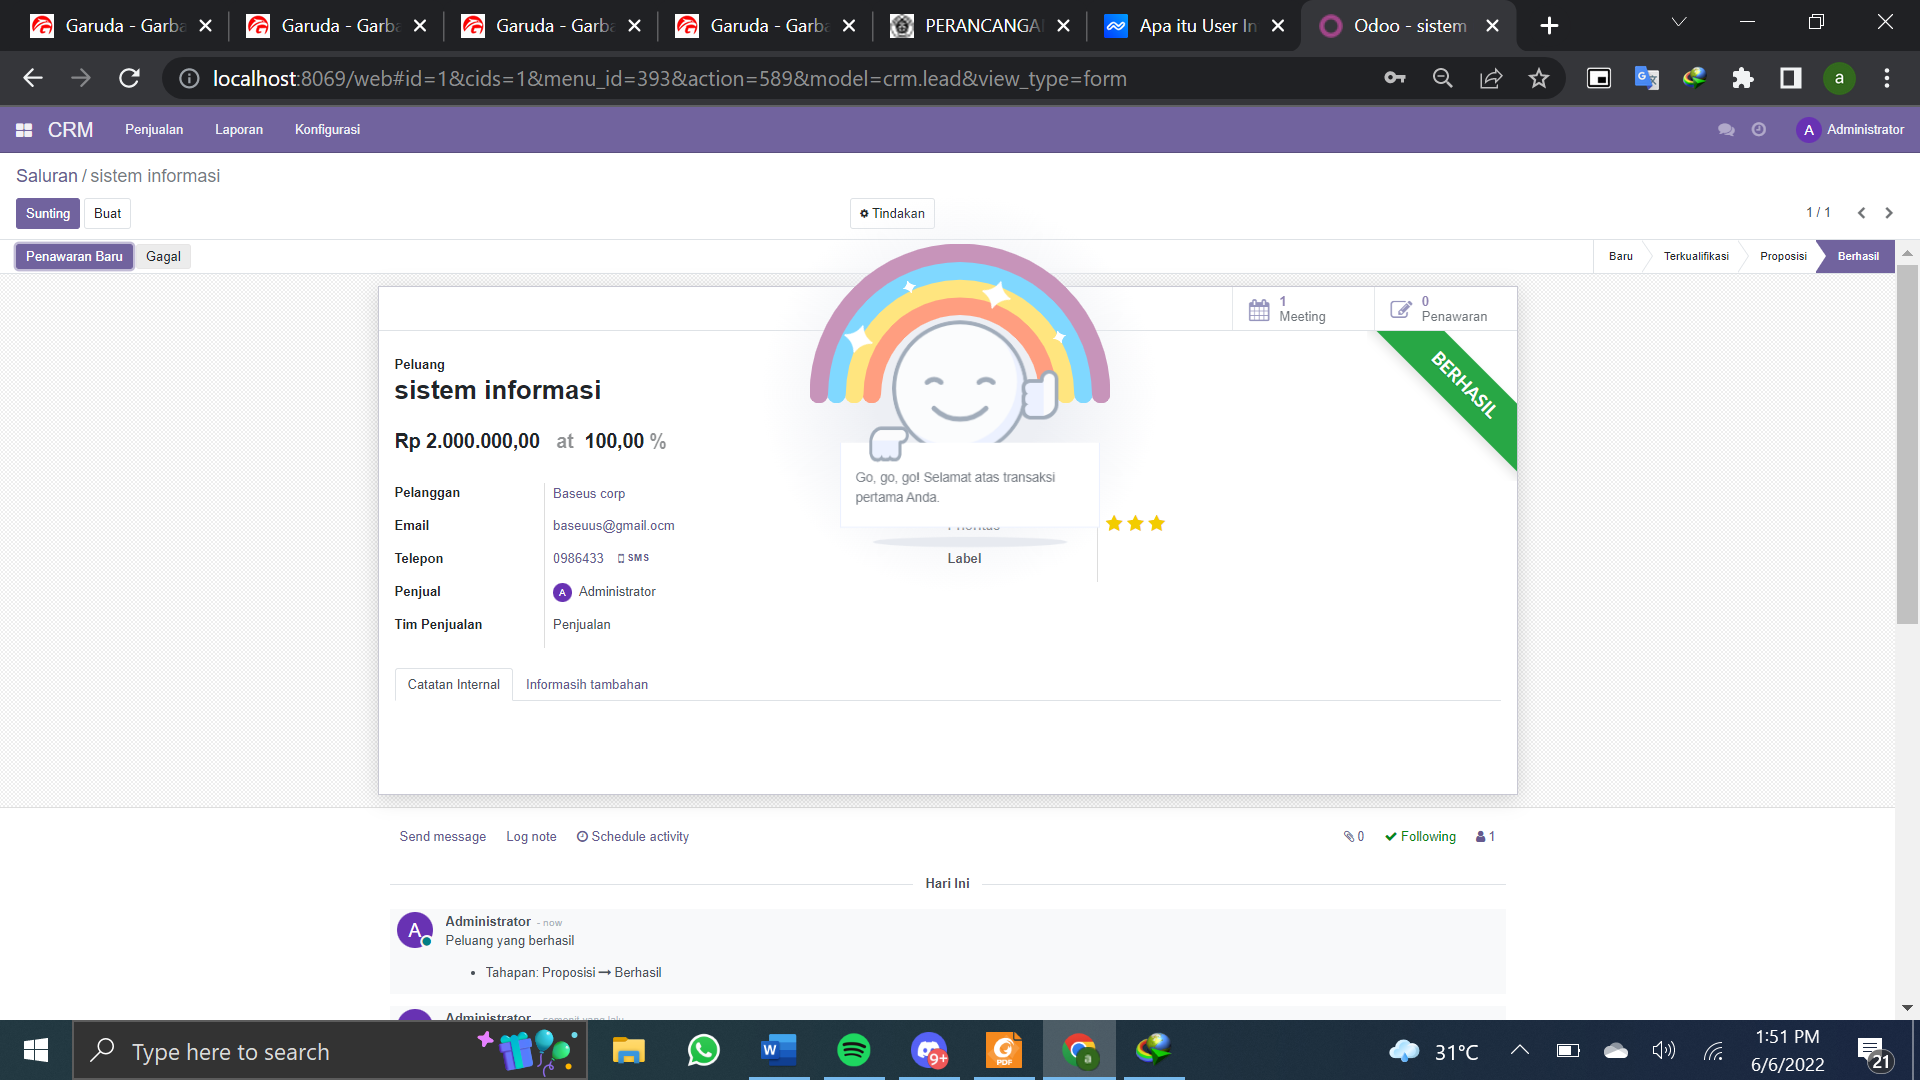 Garuda - Garba
Garuda - Garba
Garuda - Garba
Garuda - Garba
PERANCANGA
Apa itu User In
Odoo - sistem
localhost:8069/web#id=1&cids=1&menu_id=393&action=589&model=crm.lead&view_type=form
a
CRM
Penjualan
Laporan
Konfigurasi
A
Administrator
Saluran / sistem informasi
Sunting
Buat
Tindakan
1 / 1
Penawaran Baru
Gagal
Baru
Terkualifikasi
Proposisi
Berhasil
1
Meeting
0
Penawaran
BERHASIL
Peluang
sistem informasi
Rp 2.000.000,00 at 100,00 %
Go, go, go! Selamat atas transaksi
pertama Anda.
Pelanggan
Baseus corp
Email
baseuus@gmail.ocm
Prioritas
Telepon
0986433
SMS
Label
Penjual
A
Administrator
Tim Penjualan
Penjualan
Catatan Internal
Informasih tambahan
Send message
Log note
Schedule activity
0
Following
1
Hari Ini
A
Administrator - now
Peluang yang berhasil
• Tahapan: Proposisi → Berhasil
Administrator - semenit yang lalu
Type here to search
W
9+
PDF
a
31°C
1:51 PM
6/6/2022
21